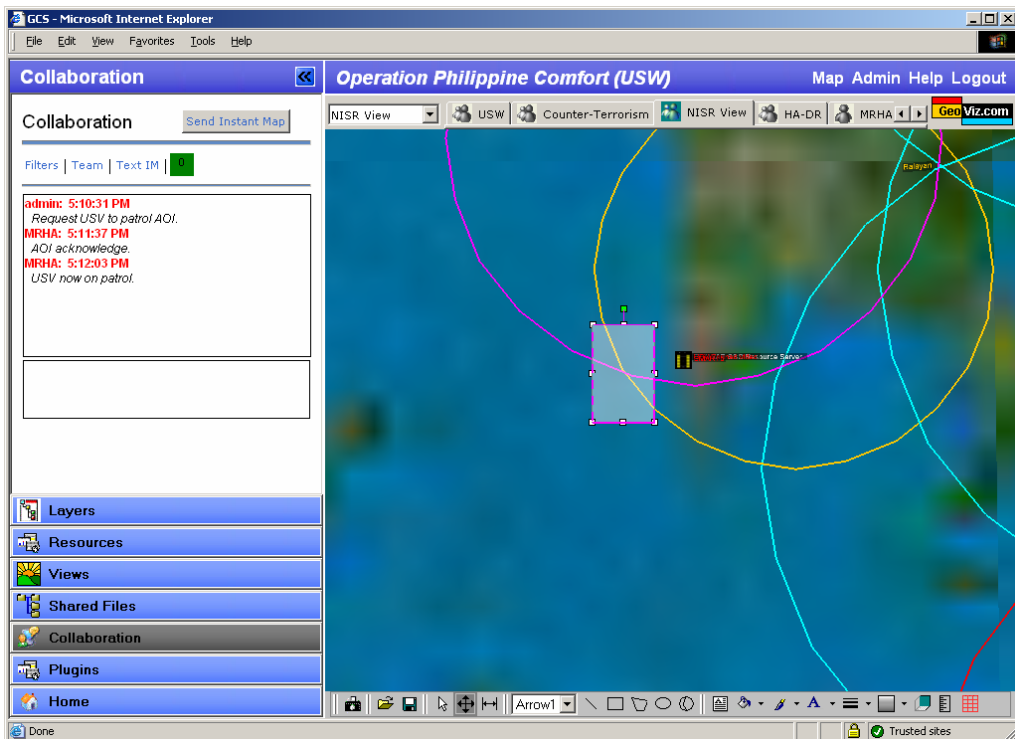 GCS - Microsoft Internet Explorer
File Edit View Favorites Tools Help
Collaboration
Operation Philippine Comfort (USW)
Map Admin Help Logout
NISR View
USW
Counter-Terrorism
NISR View
HA-DR
MRHA
GeoViz.com
Collaboration
Send Instant Map
Filters | Team | Text IM | 0
admin: 5:10:31 PM
Request USV to patrol AOI.
MRHA: 5:11:37 PM
AOI acknowledge.
MRHA: 5:12:03 PM
USV now on patrol.
Balayan
Resource Server
Layers
Resources
Views
Shared Files
Collaboration
Plugins
Home
Arrow1
A
Done
Trusted sites